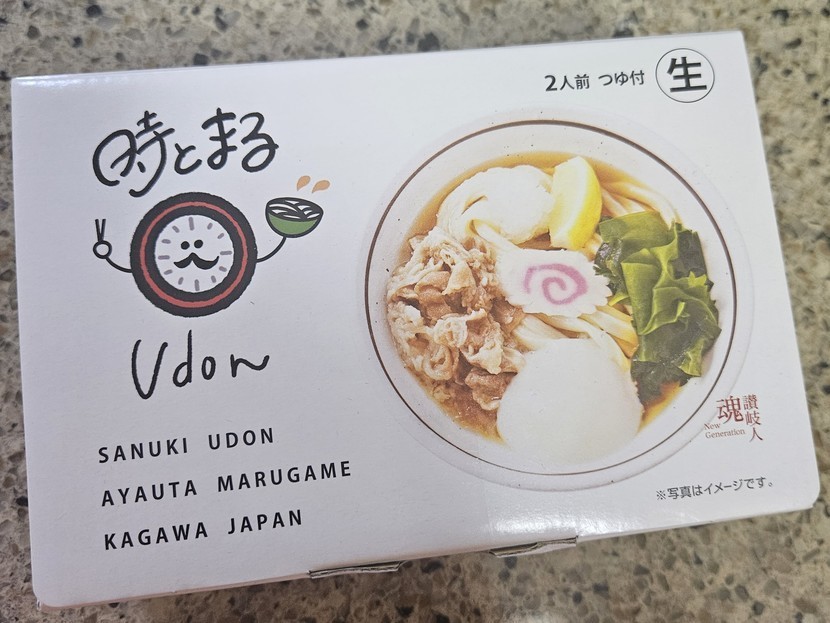 時とまる
Udon
SANUKI UDON
AYAUTA MARUGAME
KAGAWA JAPAN
2人前 つゆ付 生
讃岐人
魂
New
Generation
※写真はイメージです。